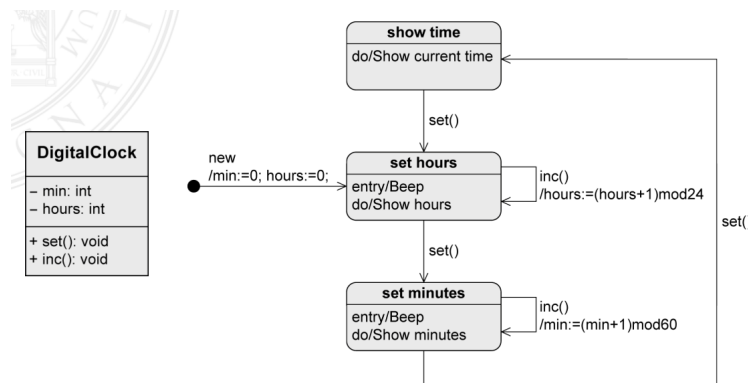 show time
do/Show current time
set()
DigitalClock
– min: int
– hours: int
+ set(): void
+ inc(): void
new
/min:=0; hours:=0;
set hours
entry/Beep
do/Show hours
inc()
/hours:=(hours+1)mod24
set(
set()
set minutes
entry/Beep
do/Show minutes
inc()
/min:=(min+1)mod60